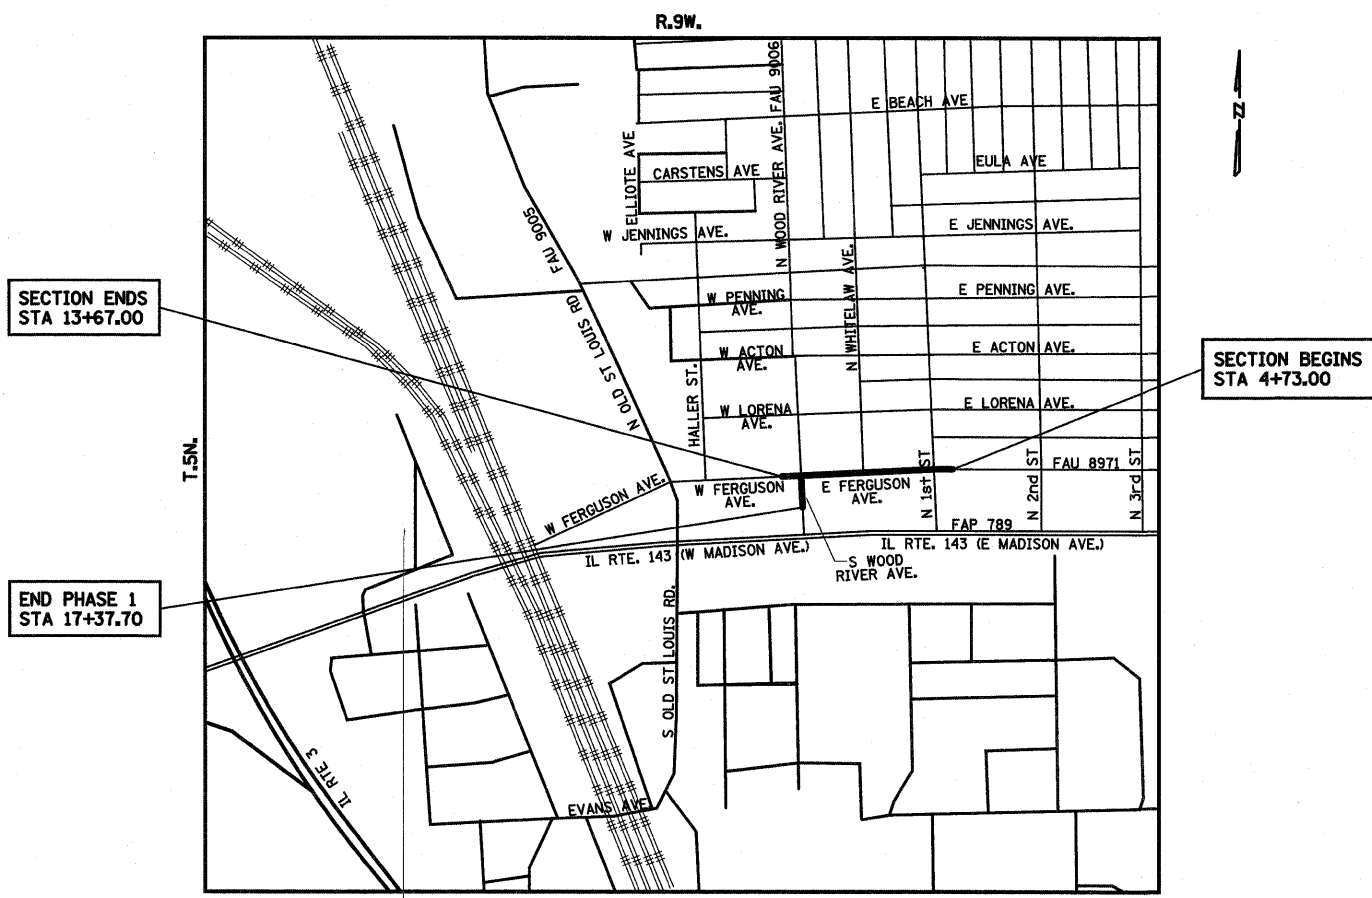 R.9W.
FAU 9006
E BEACH AVE
N WOOD RIVER AVE.
ELLIOTE AVE
CARSTENS AVE
EULA AVE
FAU 9005
W JENNINGS AVE.
E JENNINGS AVE.
N WHITELAW AVE.
W PENNING
AVE.
E PENNING AVE.
SECTION ENDS
STA 13+67.00
N OLD ST LOUIS RD
W ACTON
AVE.
E ACTON AVE.
SECTION BEGINS
STA 4+73.00
HALLER ST.
W LORENA
AVE.
E LORENA AVE.
T.5N.
FAU 8971
W FERGUSON AVE.
W FERGUSON
AVE.
E FERGUSON
AVE.
N 1st ST
N 2nd ST
N 3rd ST
FAP 789
IL RTE. 143 (W MADISON AVE.)
IL RTE. 143 (E MADISON AVE.)
S WOOD
RIVER AVE.
END PHASE 1
STA 17+37.70
S OLD ST LOUIS RD.
IL RTE 3
EVANS AVE